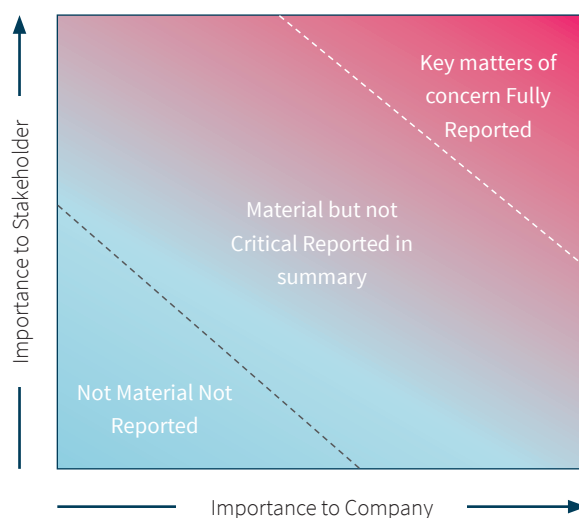 Key matters of
concern Fully
Reported
Importance to Stakeholder
Material but not
Critical Reported in
summary
Not Material Not
Reported
Importance to Company